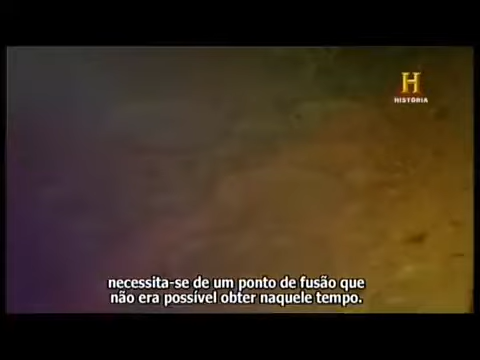 H
HISTÓRIA
necessita-se de um ponto de fusão que
não era possível obter naquele tempo.